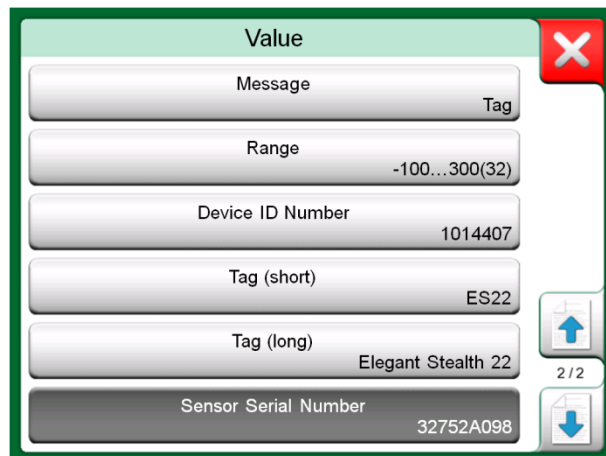 Value
Message
Tag
Range
-100...300(32)
Device ID Number
1014407
Tag (short)
ES22
Tag (long)
Elegant Stealth 22
2 / 2
Sensor Serial Number
32752A098